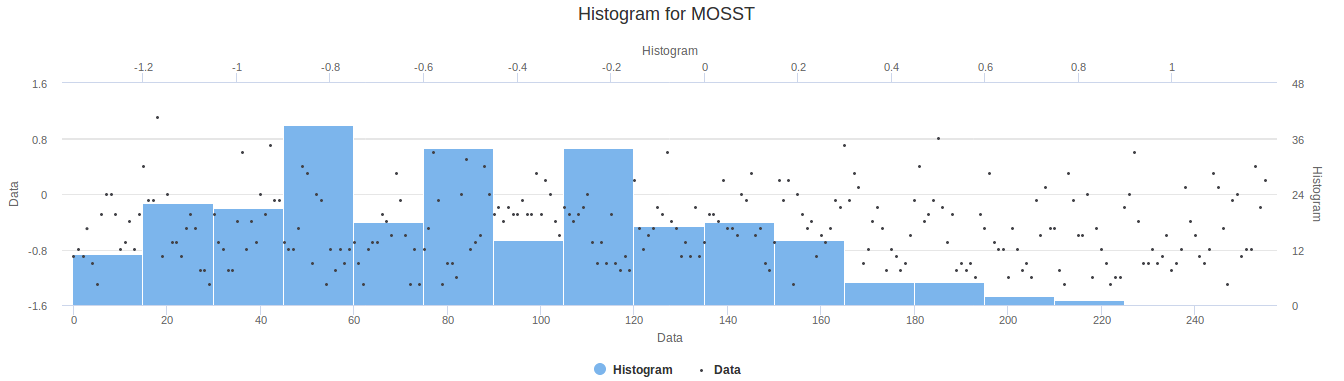 Histogram for MOSST
Histogram
-1.2 -1 -0.8 -0.6 -0.4 -0.2 0 0.2 0.4 0.6 0.8 1
1.6 48
0.8 36
0 24
-0.8 12
-1.6 0
Data
Histogram
0 20 40 60 80 100 120 140 160 180 200 220 240
Data
Histogram Data